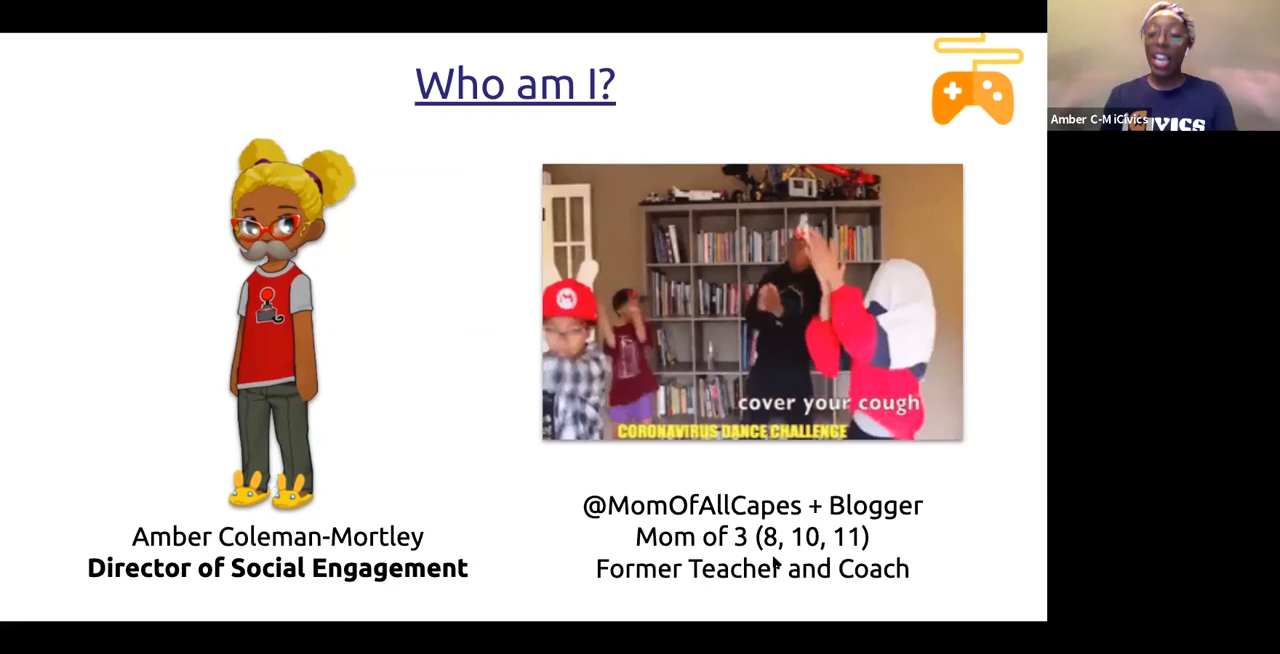 Who am I?
Amber C-M iCivics
IVICS
M
cover your cough
CORONAVIRUS DANCE CHALLENGE
Amber Coleman-Mortley
Director of Social Engagement
@MomOfAllCapes + Blogger
Mom of 3 (8, 10, 11)
Former Teacher and Coach